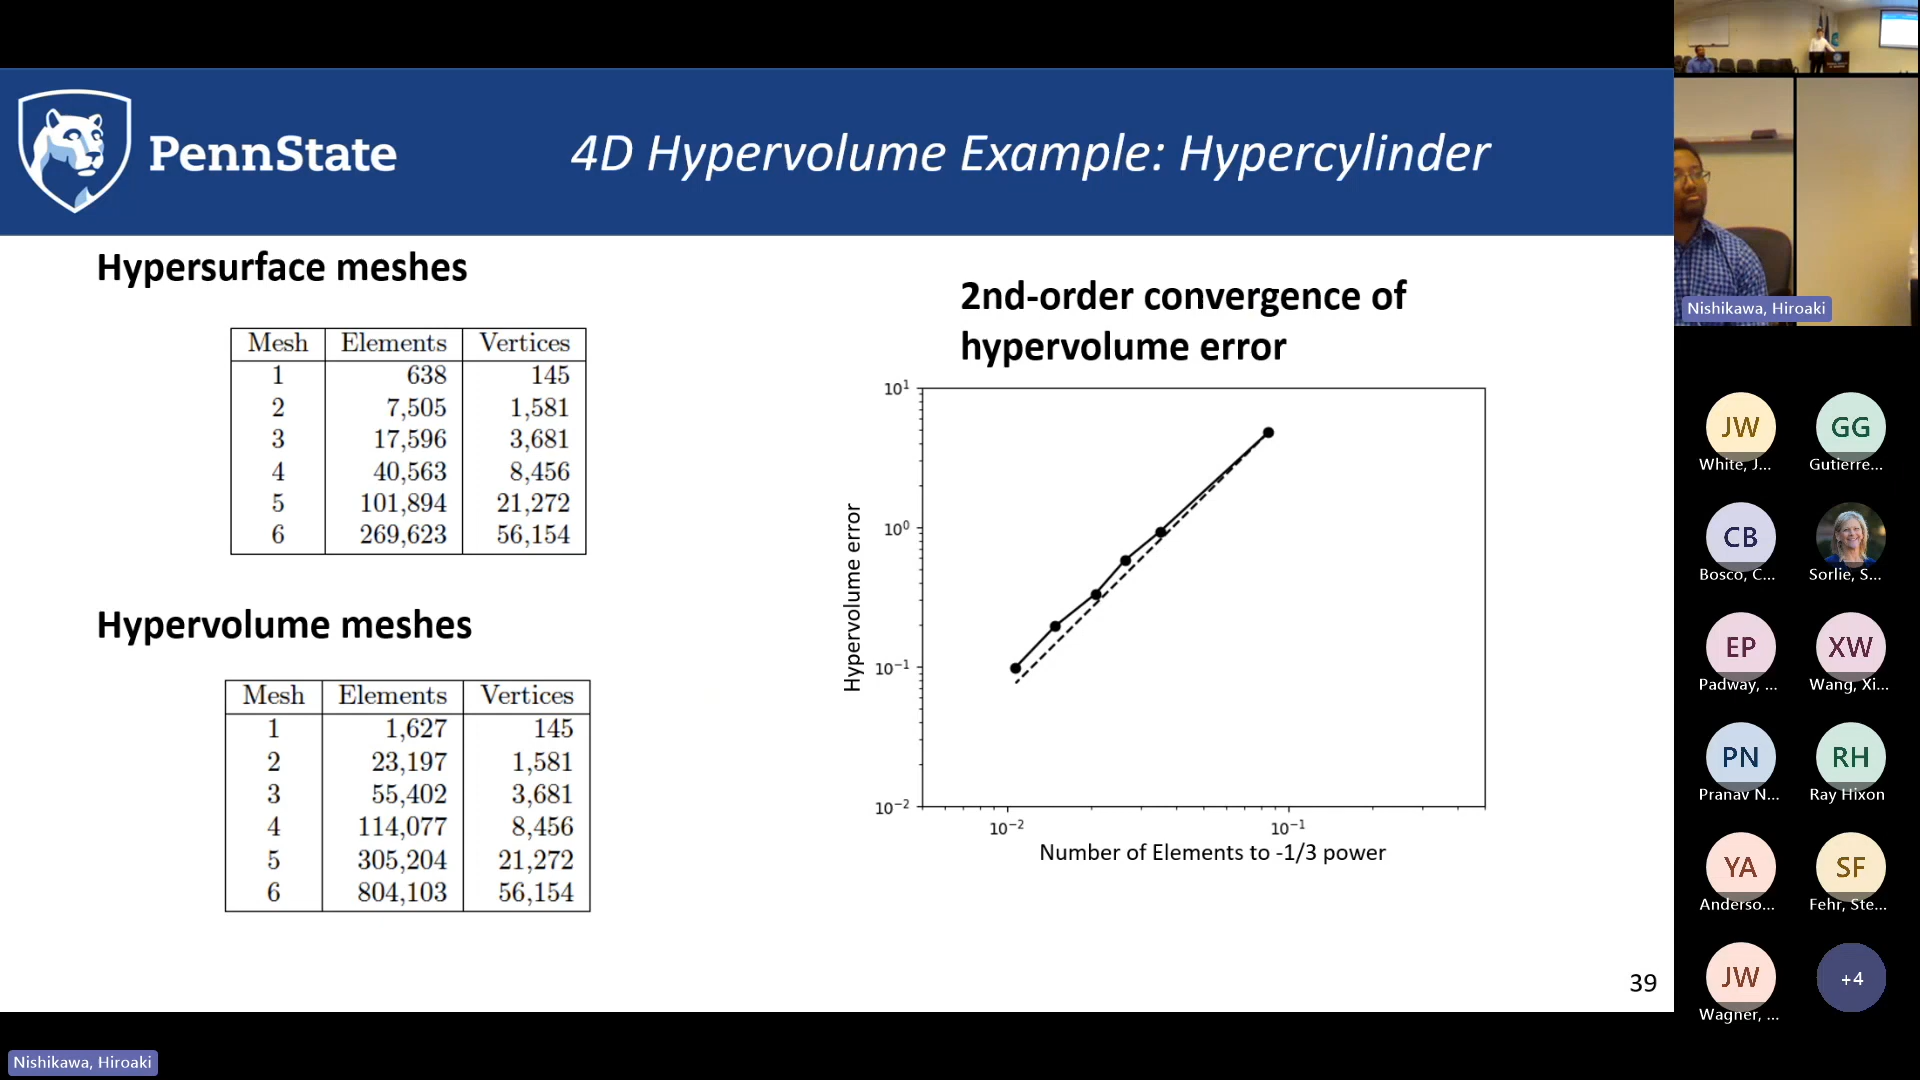 PennState
4D Hypervolume Example: Hypercylinder
Hypersurface meshes
Mesh Elements Vertices
1 638 145
2 7,505 1,581
3 17,596 3,681
4 40,563 8,456
5 101,894 21,272
6 269,623 56,154
Hypervolume meshes
Mesh Elements Vertices
1 1,627 145
2 23,197 1,581
3 55,402 3,681
4 114,077 8,456
5 305,204 21,272
6 804,103 56,154
2nd-order convergence of
hypervolume error
Hypervolume error
10¹
10⁰
10⁻¹
10⁻²
10⁻² 10⁻¹
Number of Elements to -1/3 power
39
Nishikawa, Hiroaki
JW GG
White, J... Gutierre...
CB
Bosco, C... Sorlie, S...
EP XW
Padway, ... Wang, Xi...
PN RH
Pranav N... Ray Hixon
YA SF
Anderso... Fehr, Ste...
JW +4
Wagner, ...
Nishikawa, Hiroaki